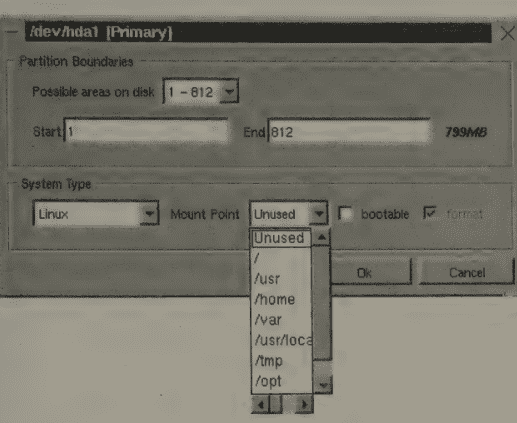 /dev/hda1 [Primary]
Partition Boundaries
Possible areas on disk 1 - 812
Start 1 End 812 799MB
System Type
Linux Mount Point Unused bootable format
Unused
/
/usr
/home
/var
/usr/loca
/tmp
/opt
Ok Cancel